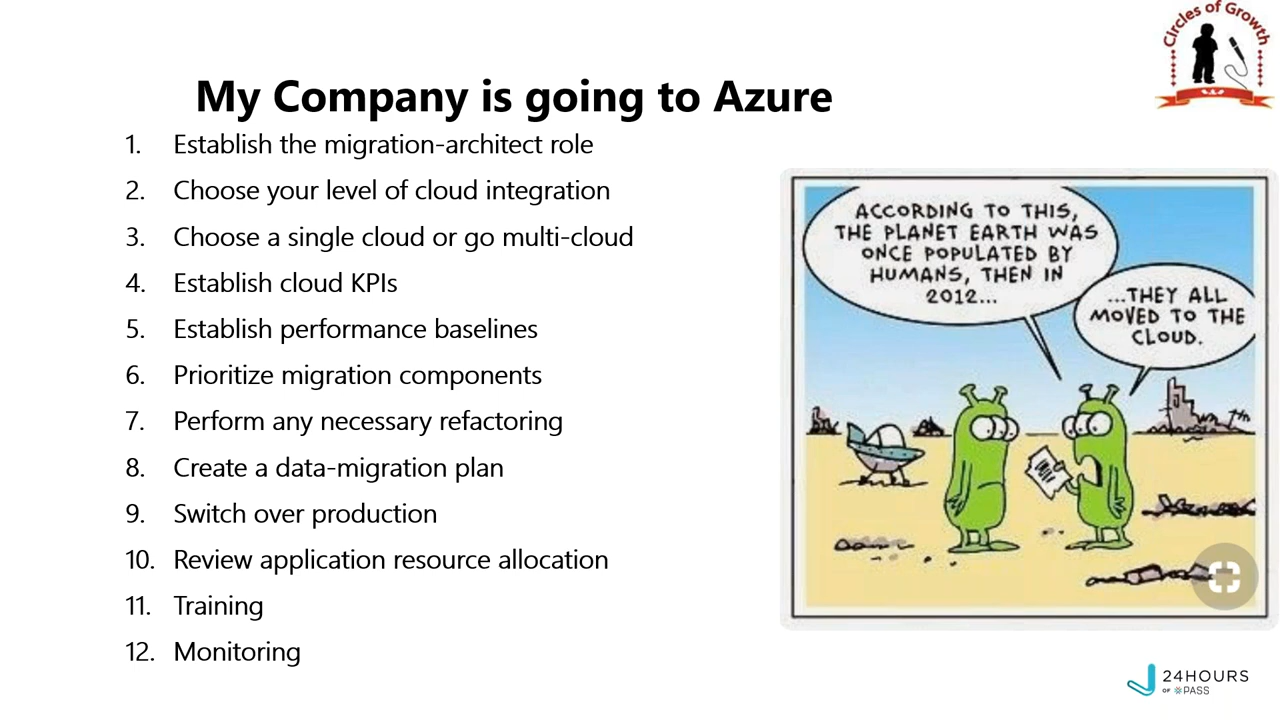 Circles of Growth
My Company is going to Azure
1. Establish the migration-architect role
2. Choose your level of cloud integration
3. Choose a single cloud or go multi-cloud
4. Establish cloud KPIs
5. Establish performance baselines
6. Prioritize migration components
7. Perform any necessary refactoring
8. Create a data-migration plan
9. Switch over production
10. Review application resource allocation
11. Training
12. Monitoring
ACCORDING TO THIS,
THE PLANET EARTH WAS
ONCE POPULATED BY
HUMANS, THEN IN
2012...
...THEY ALL
MOVED TO THE
CLOUD.
24HOURS
OF PASS